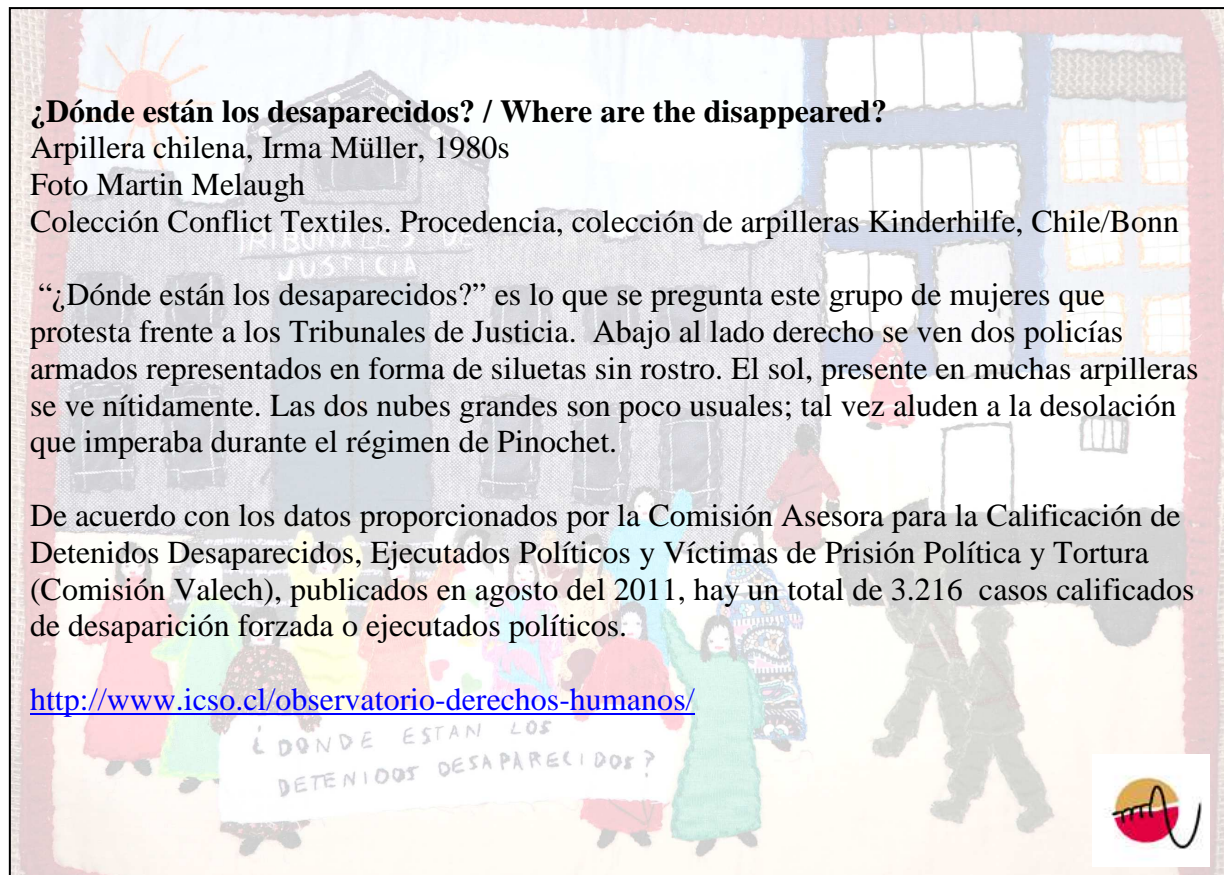 ¿Dónde están los desaparecidos? / Where are the disappeared?
Arpillera chilena, Irma Müller, 1980s
Foto Martin Melaugh
Colección Conflict Textiles. Procedencia, colección de arpilleras Kinderhilfe, Chile/Bonn
TRIBUNALES DE
JUSTICIA
“¿Dónde están los desaparecidos?” es lo que se pregunta este grupo de mujeres que
protesta frente a los Tribunales de Justicia. Abajo al lado derecho se ven dos policías
armados representados en forma de siluetas sin rostro. El sol, presente en muchas arpilleras
se ve nítidamente. Las dos nubes grandes son poco usuales; tal vez aluden a la desolación
que imperaba durante el régimen de Pinochet.
De acuerdo con los datos proporcionados por la Comisión Asesora para la Calificación de
Detenidos Desaparecidos, Ejecutados Políticos y Víctimas de Prisión Política y Tortura
(Comisión Valech), publicados en agosto del 2011, hay un total de 3.216 casos calificados
de desaparición forzada o ejecutados políticos.
http://www.icso.cl/observatorio-derechos-humanos/
¿DONDE ESTAN LOS
DETENIDOS DESAPARECIDOS?